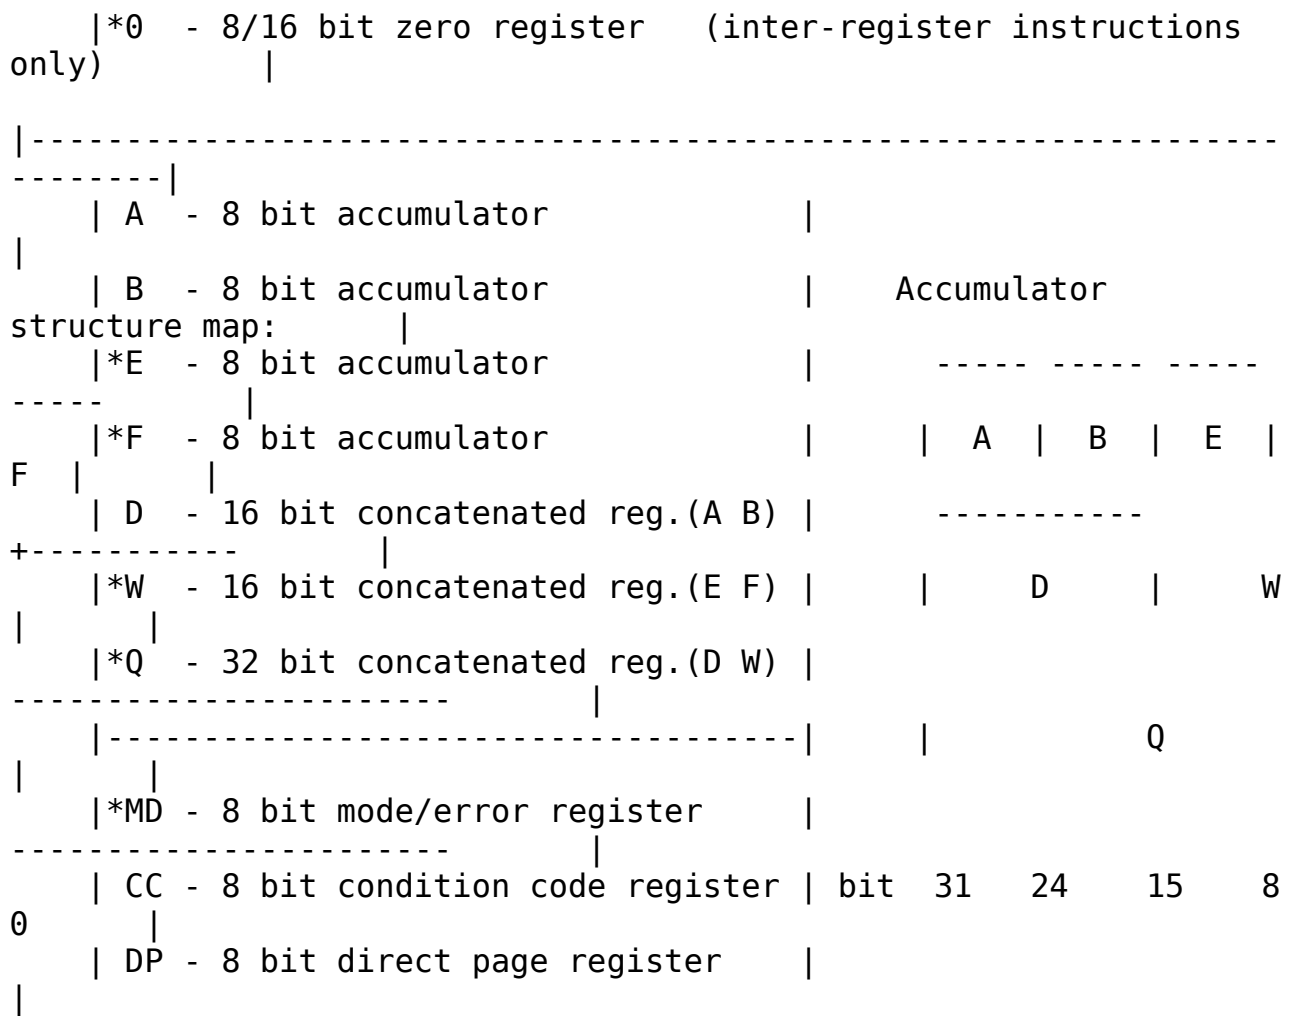 |*0  - 8/16 bit zero register   (inter-register instructions
only)        |

|-----------------------------------------------------------------
--------|
    | A  - 8 bit accumulator             |
|
    | B  - 8 bit accumulator             |    Accumulator
structure map:      |
    |*E  - 8 bit accumulator             |      ----- ----- -----
-----       |
    |*F  - 8 bit accumulator             |     |  A  |  B  |  E  |
F  |      |
    | D  - 16 bit concatenated reg.(A B) |      -----------
+-----------       |
    |*W  - 16 bit concatenated reg.(E F) |     |     D     |     W
|      |
    |*Q  - 32 bit concatenated reg.(D W) |
-----------------------       |
    |------------------------------------|     |           Q
|      |
    |*MD - 8 bit mode/error register     |
-----------------------       |
    | CC - 8 bit condition code register | bit  31   24    15    8
0      |
    | DP - 8 bit direct page register    |
|